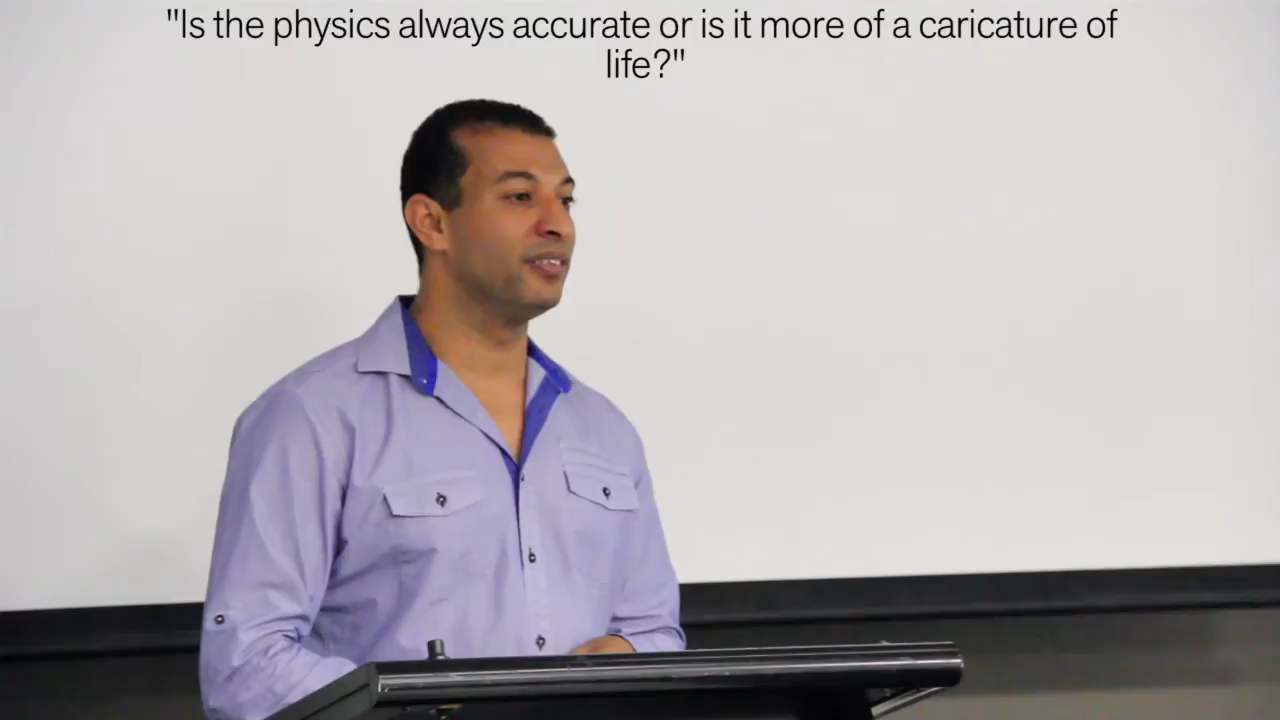 "Is the physics always accurate or is it more of a caricature of
life?"